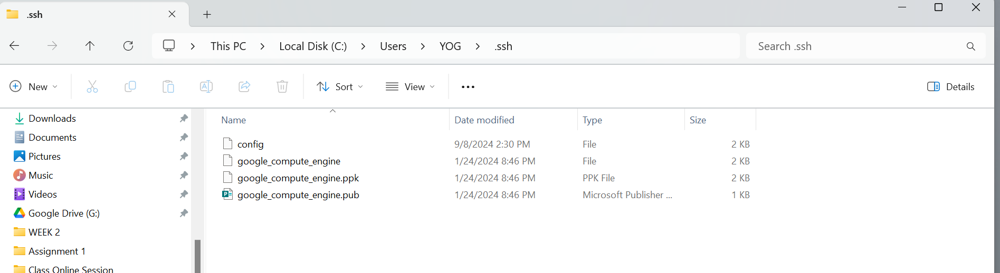 .ssh
This PC > Local Disk (C:) > Users > YOG > .ssh
Search .ssh
New
Sort
View
Details
Downloads
Documents
Pictures
Music
Videos
Google Drive (G:)
WEEK 2
Assignment 1
Class Online Session
Name Date modified Type Size
config 9/8/2024 2:30 PM File 2 KB
google_compute_engine 1/24/2024 8:46 PM File 2 KB
google_compute_engine.ppk 1/24/2024 8:46 PM PPK File 2 KB
google_compute_engine.pub 1/24/2024 8:46 PM Microsoft Publisher ... 1 KB